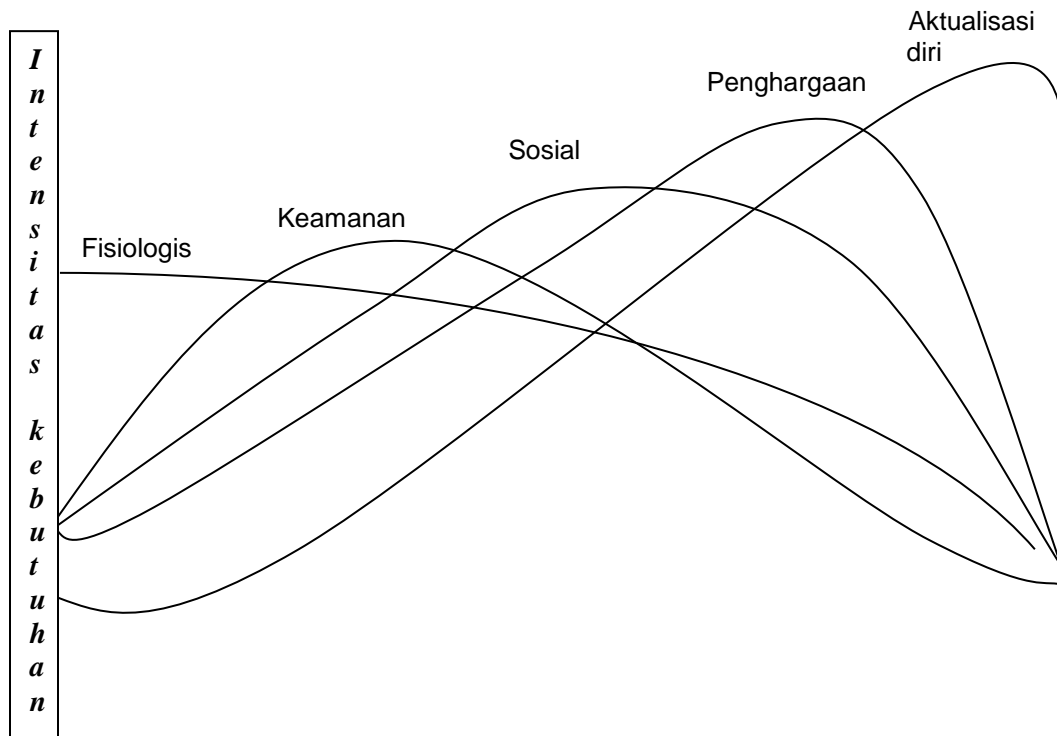 Aktualisasi
diri
Penghargaan
Sosial
Keamanan
Fisiologis
Intensitas kebutuhan